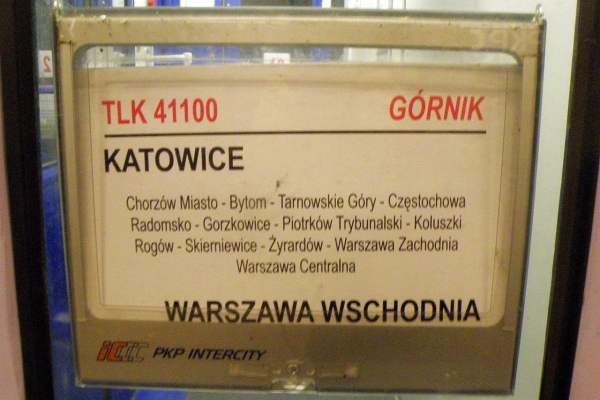 TLK 41100 GÓRNIK
KATOWICE
Chorzów Miasto - Bytom - Tarnowskie Góry - Częstochowa
Radomsko - Gorzkowice - Piotrków Trybunalski - Koluszki
Rogów - Skierniewice - Żyrardów - Warszawa Zachodnia
Warszawa Centralna
WARSZAWA WSCHODNIA
IC PKP INTERCITY